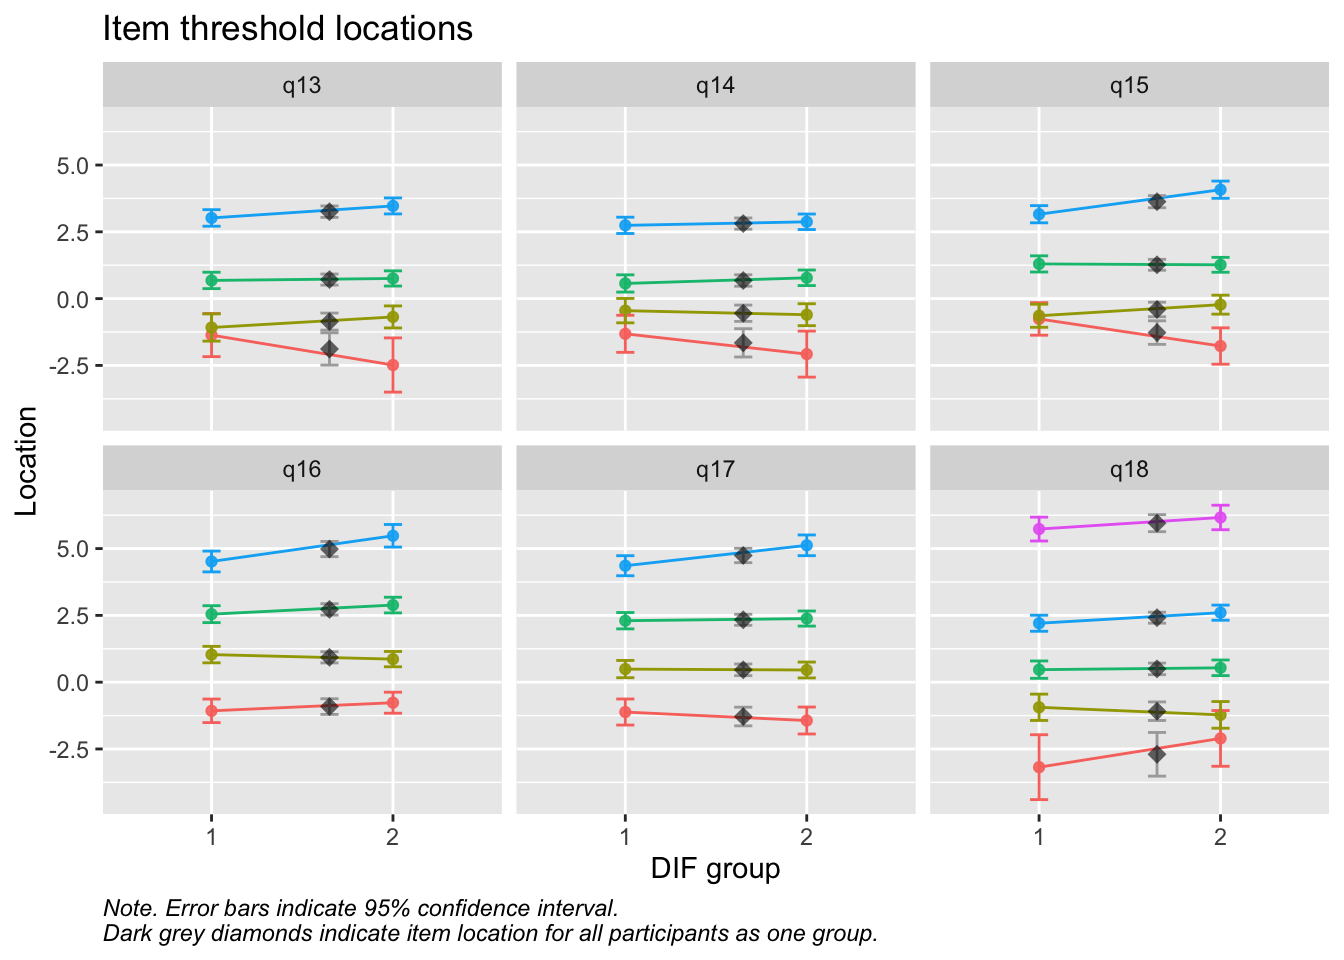 Item threshold locations
q13
q14
q15
5.0
2.5
0.0
-2.5
q16
q17
q18
5.0
2.5
0.0
-2.5
Location
1
2
1
2
1
2
DIF group
Note. Error bars indicate 95% confidence interval.
Dark grey diamonds indicate item location for all participants as one group.